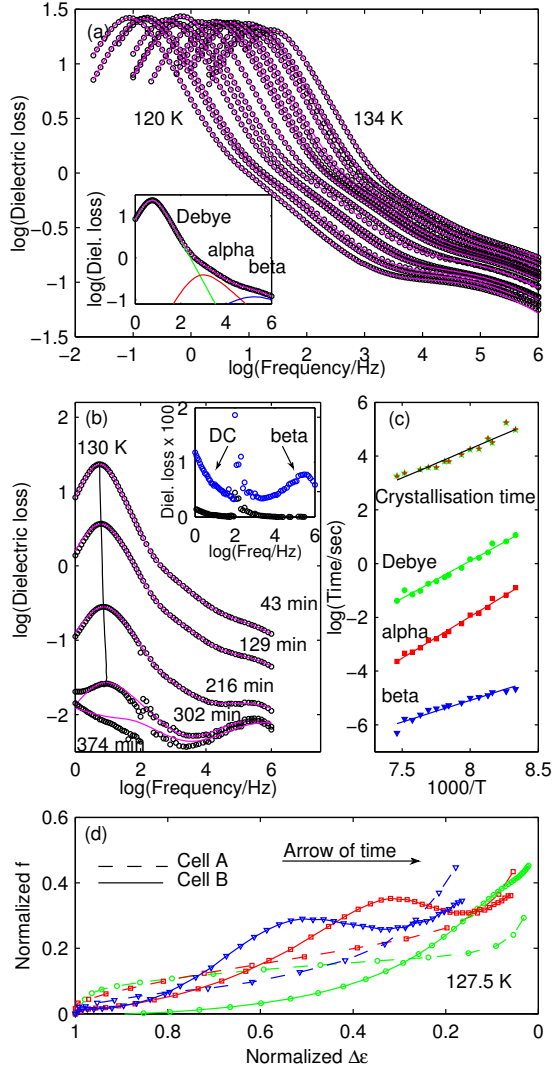 (a)
log(Dielectric loss)
1.5
1
0.5
0
−0.5
−1
−1.5
120 K
134 K
log(Diel. loss)
1
0
−1
Debye
alpha
beta
0 2 4 6
−2 −1 0 1 2 3 4 5 6
log(Frequency/Hz)
(b)
log(Dielectric loss)
2
1
0
−1
−2
130 K
43 min
129 min
216 min
302 min
374 min
Diel. loss x 100
2
1
0
DC
beta
0 2 4 6
log(Freq/Hz)
−2 0 2 4 6
log(Frequency/Hz)
(c)
log(Time/sec)
6
4
2
0
−2
−4
−6
Crystallisation time
Debye
alpha
beta
7.5 8 8.5
1000/T
(d)
Normalized f
0.6
0.4
0.2
0
Cell A
Cell B
Arrow of time
127.5 K
1 0.8 0.6 0.4 0.2 0
Normalized Δε